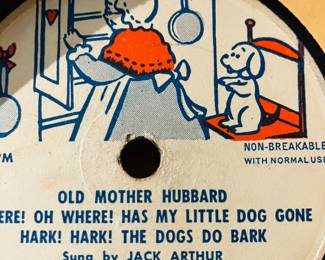 NON-BREAKABLE
WITH NORMAL USE
OLD MOTHER HUBBARD
OH WHERE! HAS MY LITTLE DOG GONE
HARK! HARK! THE DOGS DO BARK
Sung by JACK ARTHUR